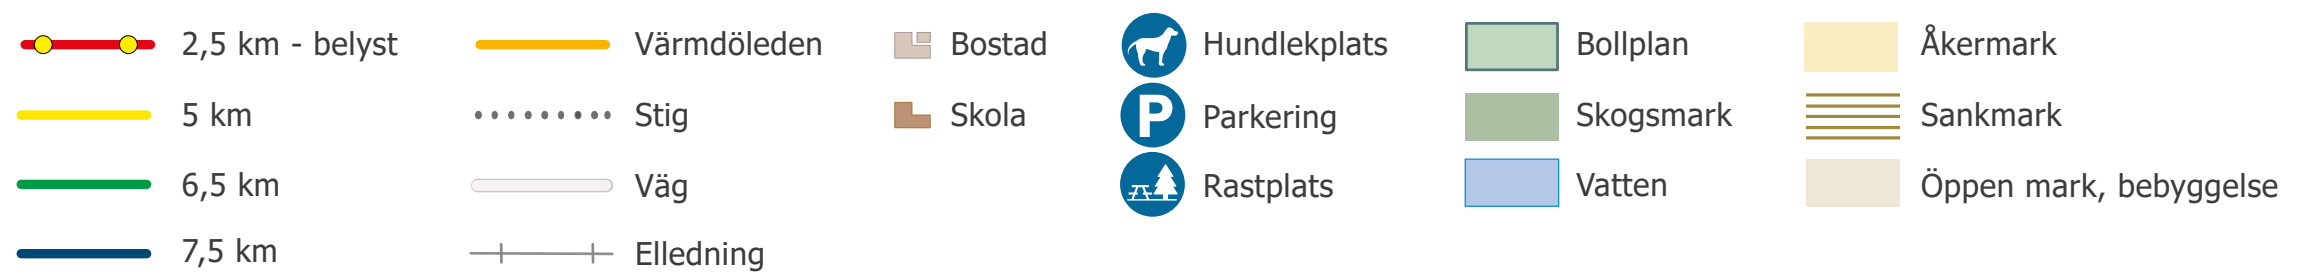 2,5 km - belyst
5 km
6,5 km
7,5 km
Värmdöleden
Stig
Väg
Elledning
Bostad
Skola
Hundlekplats
P
Parkering
Rastplats
Bollplan
Skogsmark
Vatten
Åkermark
Sankmark
Öppen mark, bebyggelse